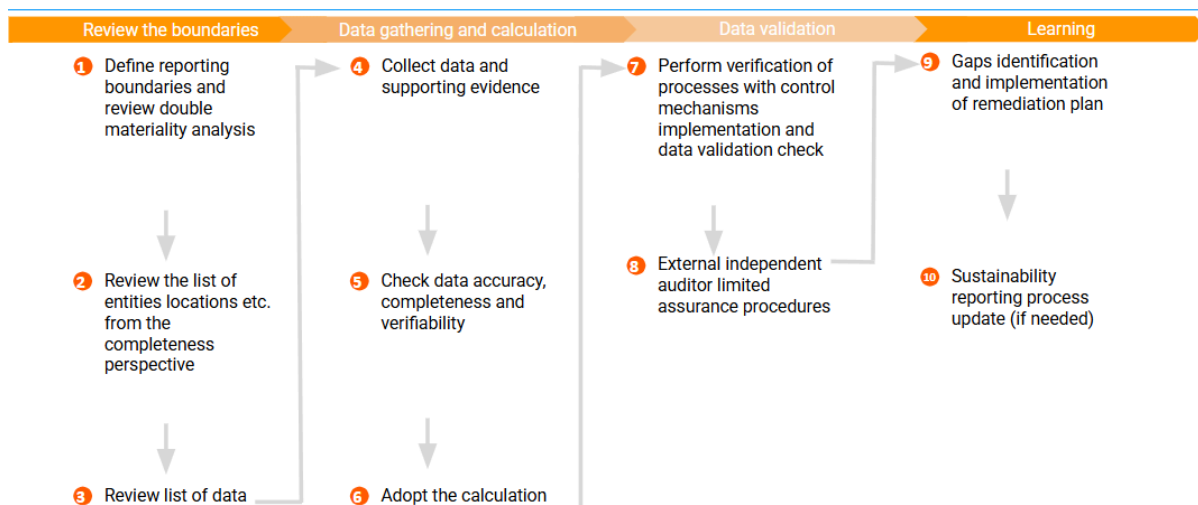 Review the boundaries
Data gathering and calculation
Data validation
Learning
1 Define reporting
boundaries and
review double
materiality analysis
2 Review the list of
entities locations etc.
from the
completeness
perspective
3 Review list of data
4 Collect data and
supporting evidence
5 Check data accuracy,
completeness and
verifiability
6 Adopt the calculation
7 Perform verification of
processes with control
mechanisms
implementation and
data validation check
8 External independent
auditor limited
assurance procedures
9 Gaps identification
and implementation
of remediation plan
10 Sustainability
reporting process
update (if needed)